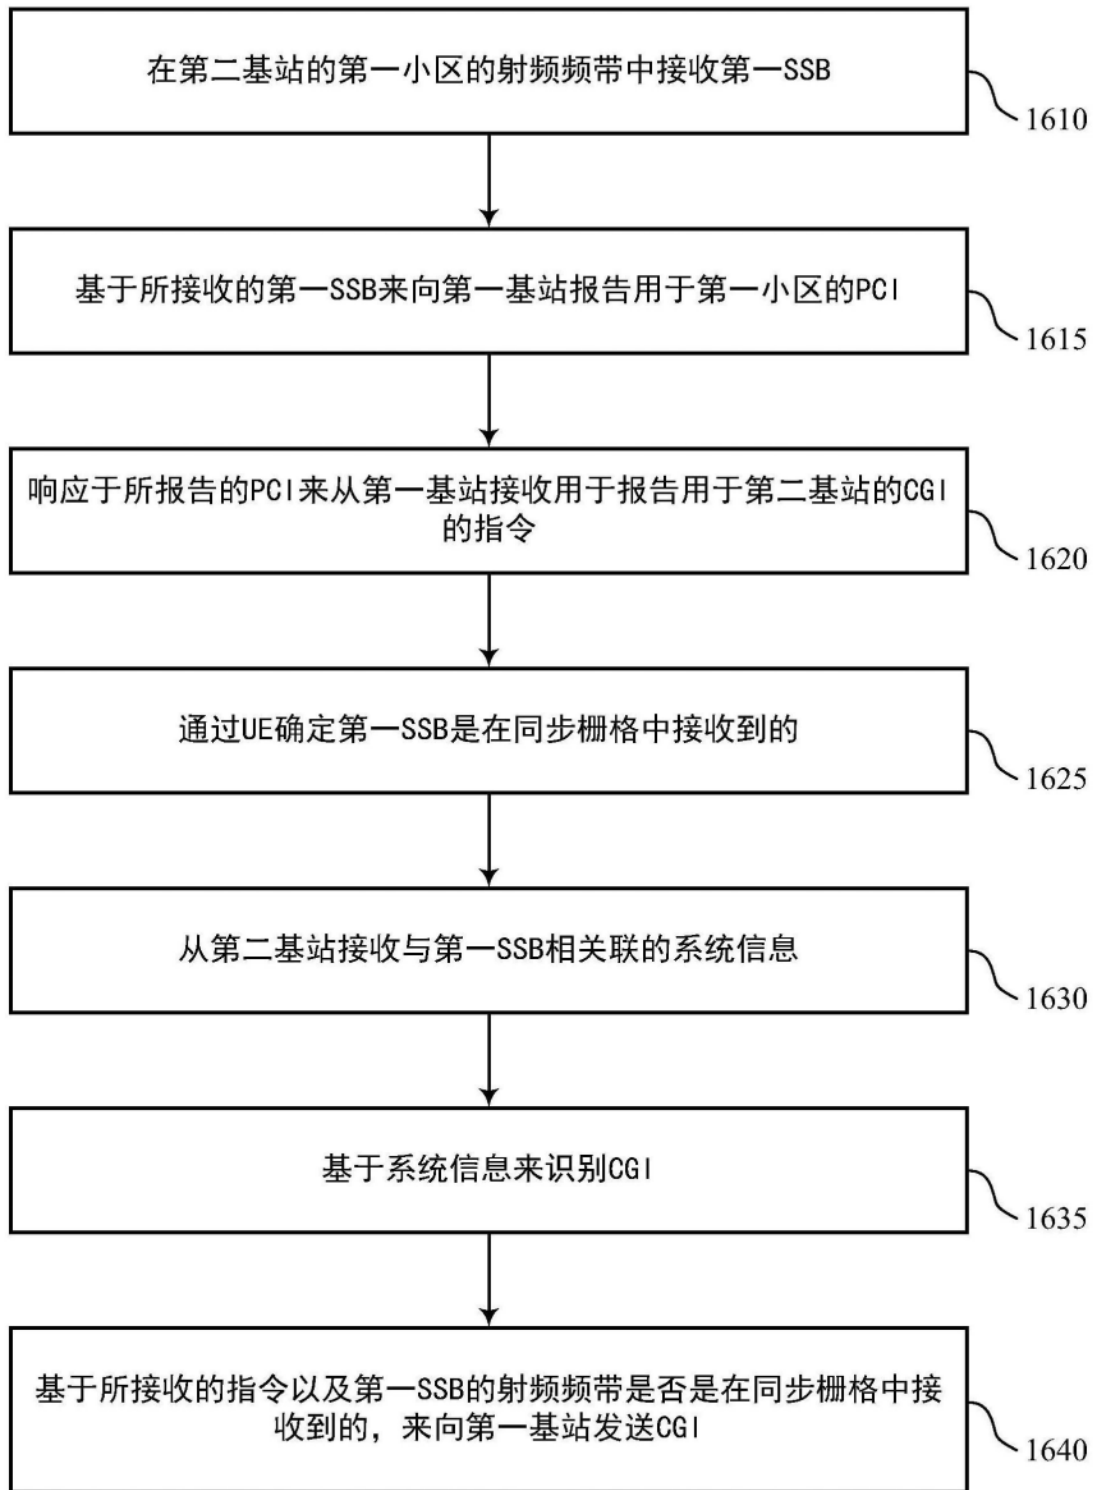 在第二基站的第一小区的射频频带中接收第一SSB
1610
基于所接收的第一SSB来向第一基站报告用于第一小区的PCI
1615
响应于所报告的PCI来从第一基站接收用于报告用于第二基站的CGI
的指令
1620
通过UE确定第一SSB是在同步栅格中接收到的
1625
从第二基站接收与第一SSB相关联的系统信息
1630
基于系统信息来识别CGI
1635
基于所接收的指令以及第一SSB的射频频带是否是在同步栅格中接
收到的，来向第一基站发送CGI
1640